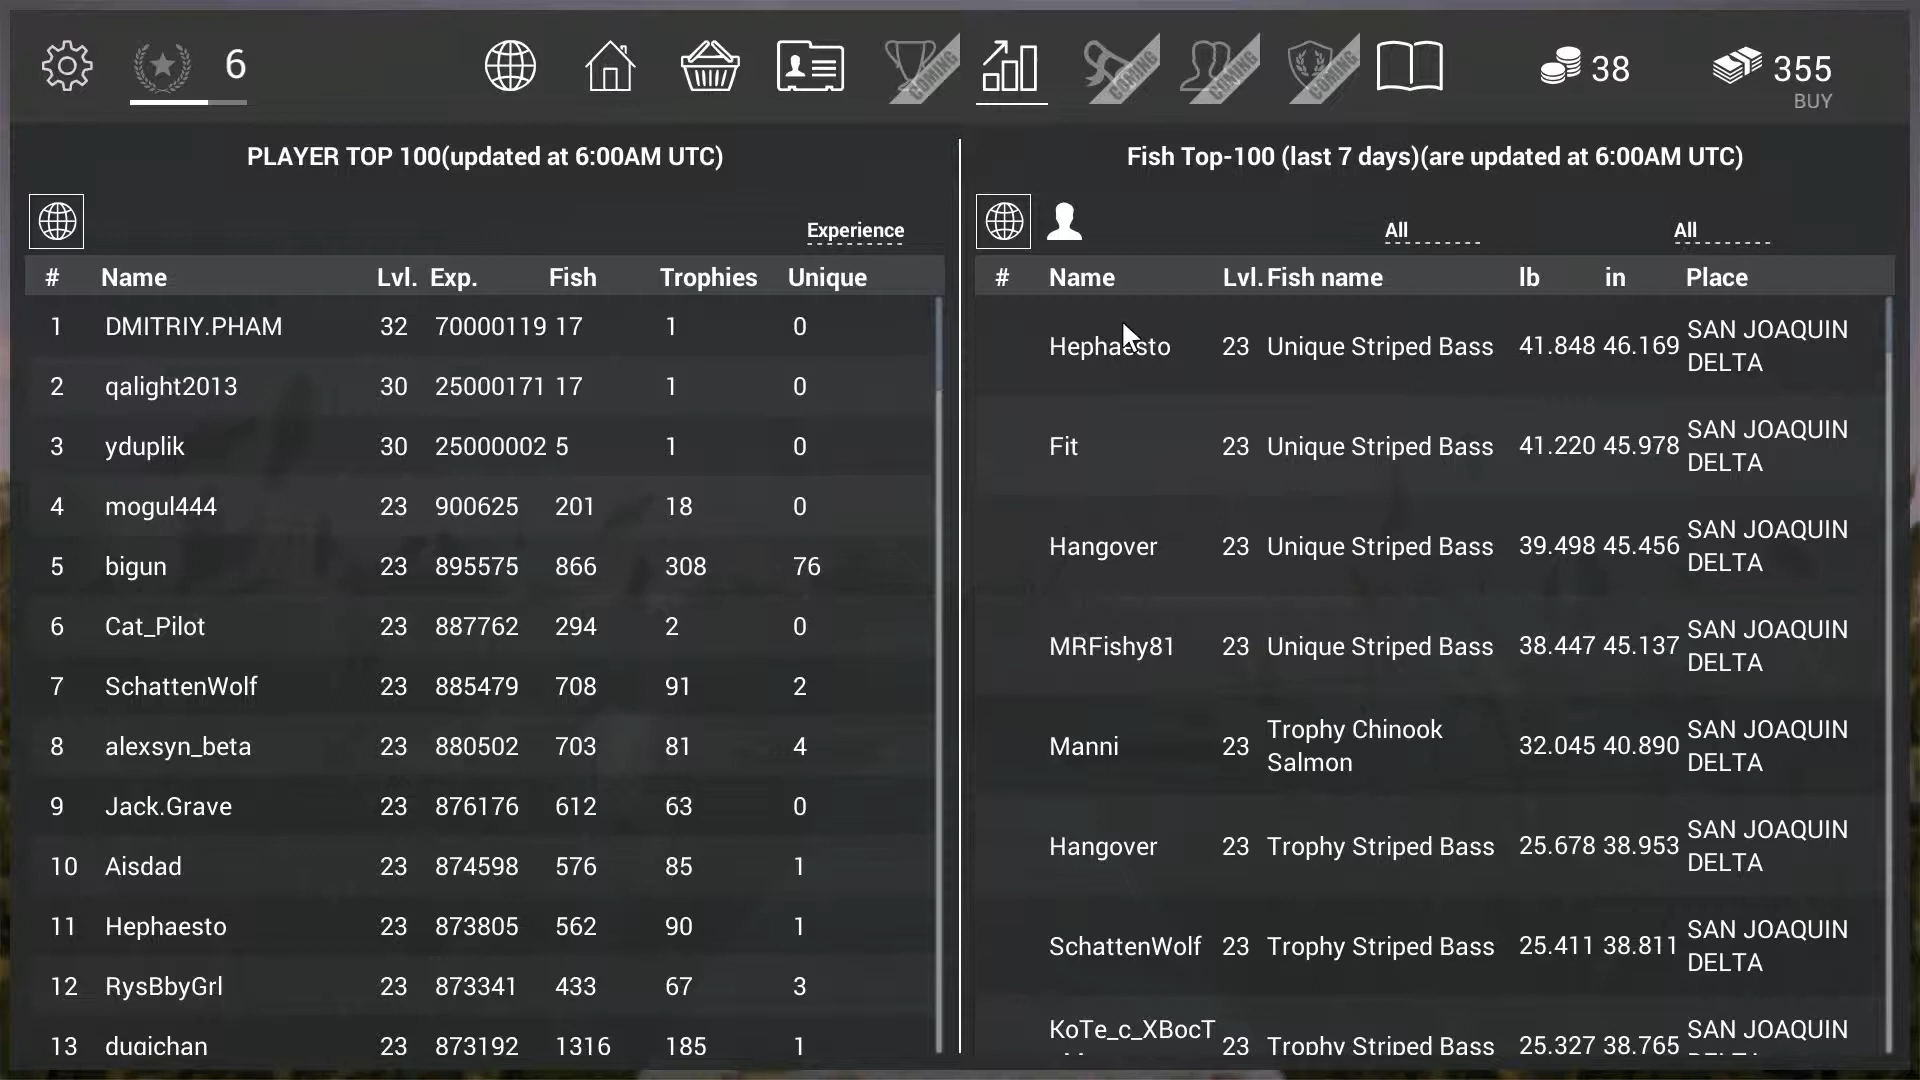 6
COMING
COMING
COMING
COMING
38
355
BUY
PLAYER TOP 100(updated at 6:00AM UTC)
Experience
# Name Lvl. Exp. Fish Trophies Unique
1 DMITRIY.PHAM 32 70000119 17 1 0
2 qalight2013 30 25000171 17 1 0
3 yduplik 30 25000002 5 1 0
4 mogul444 23 900625 201 18 0
5 bigun 23 895575 866 308 76
6 Cat_Pilot 23 887762 294 2 0
7 SchattenWolf 23 885479 708 91 2
8 alexsyn_beta 23 880502 703 81 4
9 Jack.Grave 23 876176 612 63 0
10 Aisdad 23 874598 576 85 1
11 Hephaesto 23 873805 562 90 1
12 RysBbyGrl 23 873341 433 67 3
13 dugichan 23 873192 1316 185 1
Fish Top-100 (last 7 days)(are updated at 6:00AM UTC)
All All
# Name Lvl. Fish name lb in Place
Hephaesto 23 Unique Striped Bass 41.848 46.169 SAN JOAQUIN
DELTA
Fit 23 Unique Striped Bass 41.220 45.978 SAN JOAQUIN
DELTA
Hangover 23 Unique Striped Bass 39.498 45.456 SAN JOAQUIN
DELTA
MRFishy81 23 Unique Striped Bass 38.447 45.137 SAN JOAQUIN
DELTA
Manni 23 Trophy Chinook
Salmon 32.045 40.890 SAN JOAQUIN
DELTA
Hangover 23 Trophy Striped Bass 25.678 38.953 SAN JOAQUIN
DELTA
SchattenWolf 23 Trophy Striped Bass 25.411 38.811 SAN JOAQUIN
DELTA
KoTe_c_XBocT 23 Trophy Striped Bass 25.327 38.765 SAN JOAQUIN
DELTA